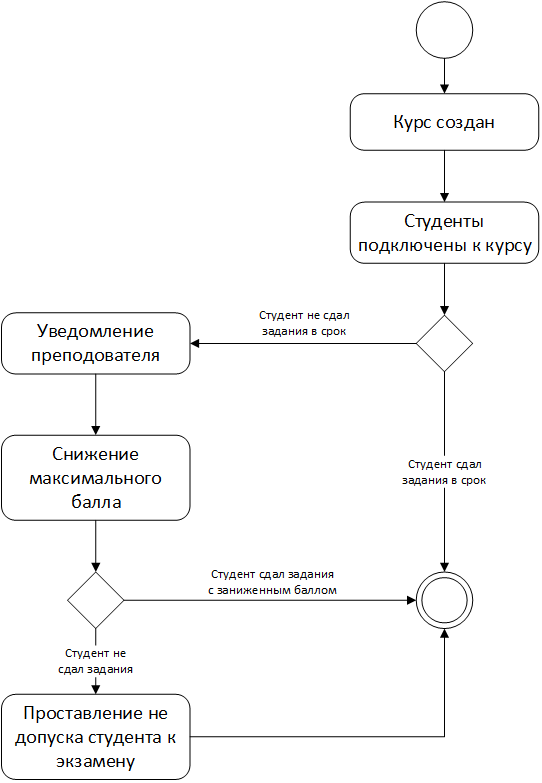 Курс создан
Студенты
подключены к курсу
Студент не сдал
задания в срок
Уведомление
преподователя
Снижение
максимального
балла
Студент сдал
задания в срок
Студент сдал задания
с заниженным баллом
Студент не
сдал задания
Проставление не
допуска студента к
экзамену